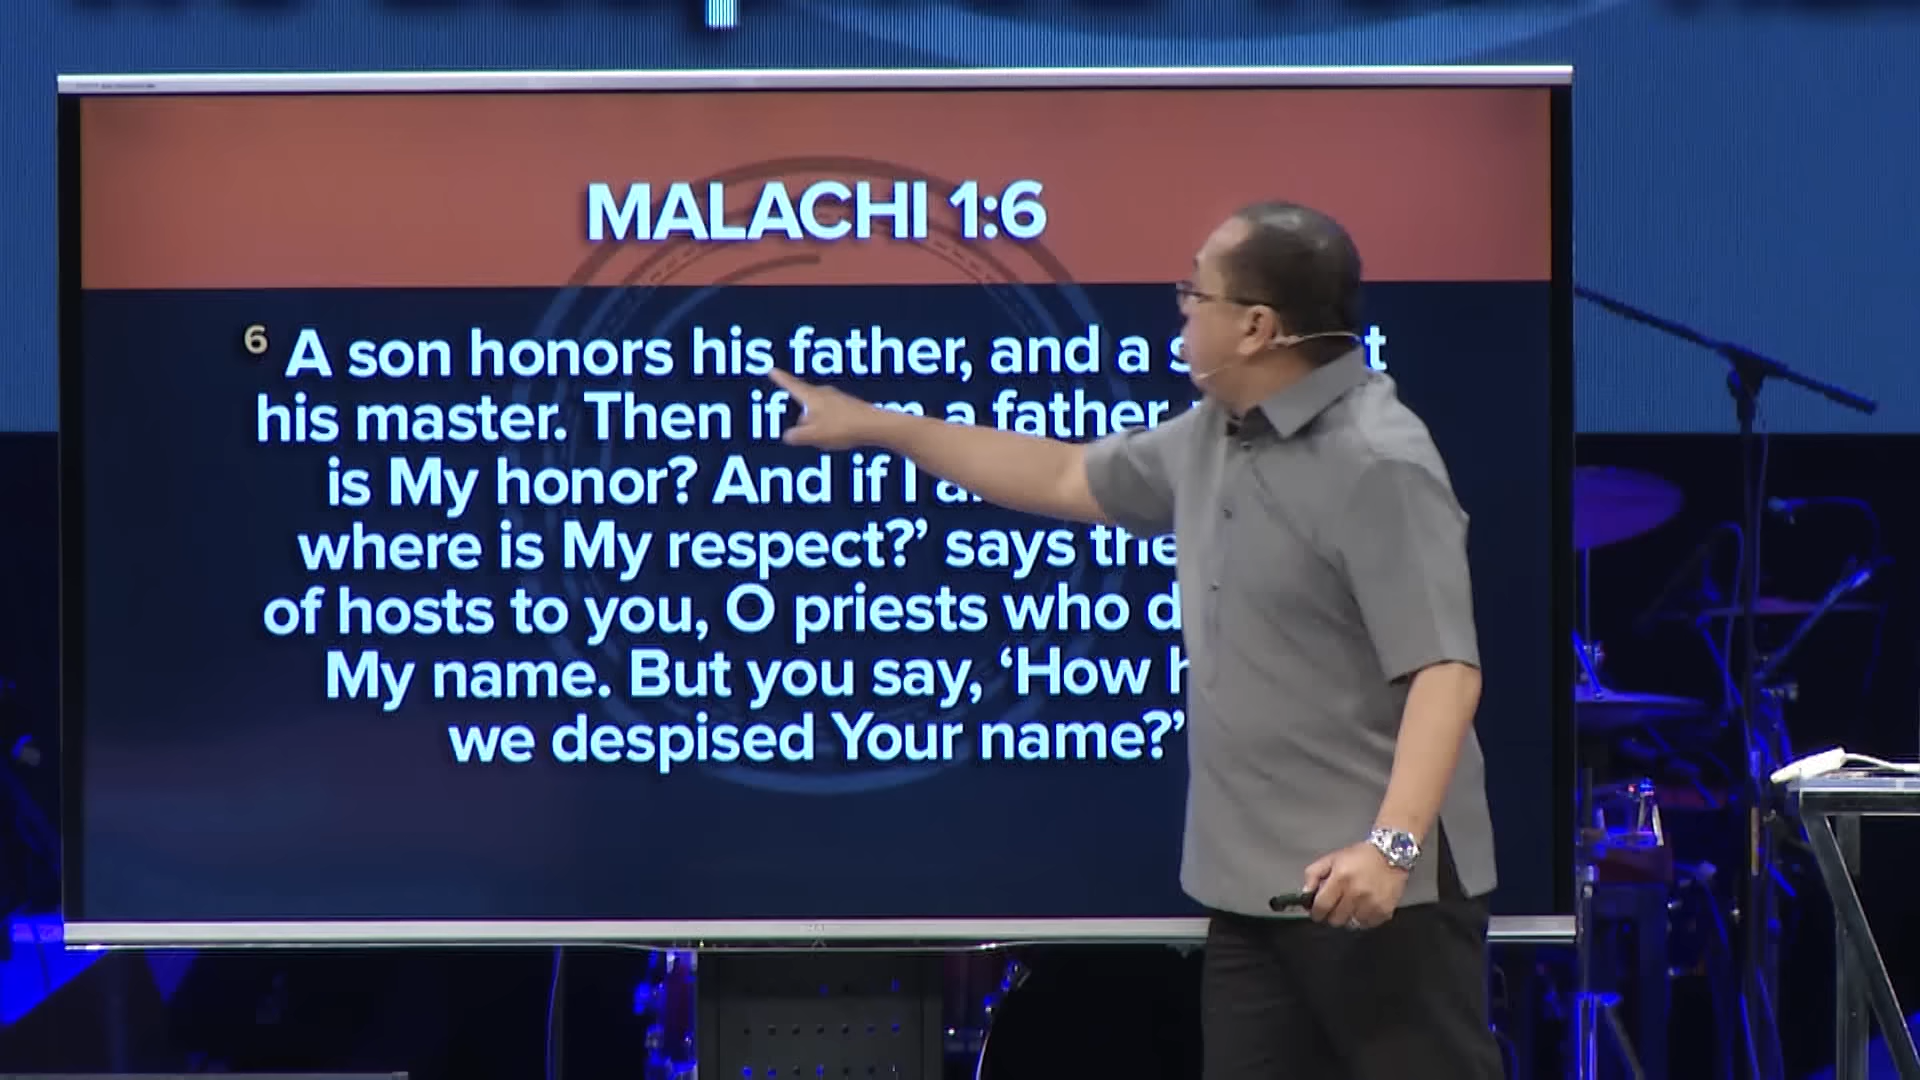 MALACHI 1:6
6 A son honors his father, and a
his master. Then if a father
is My honor? And if I
where is My respect?’ says the
of hosts to you, O priests who
My name. But you say, ‘How
we despised Your name?’